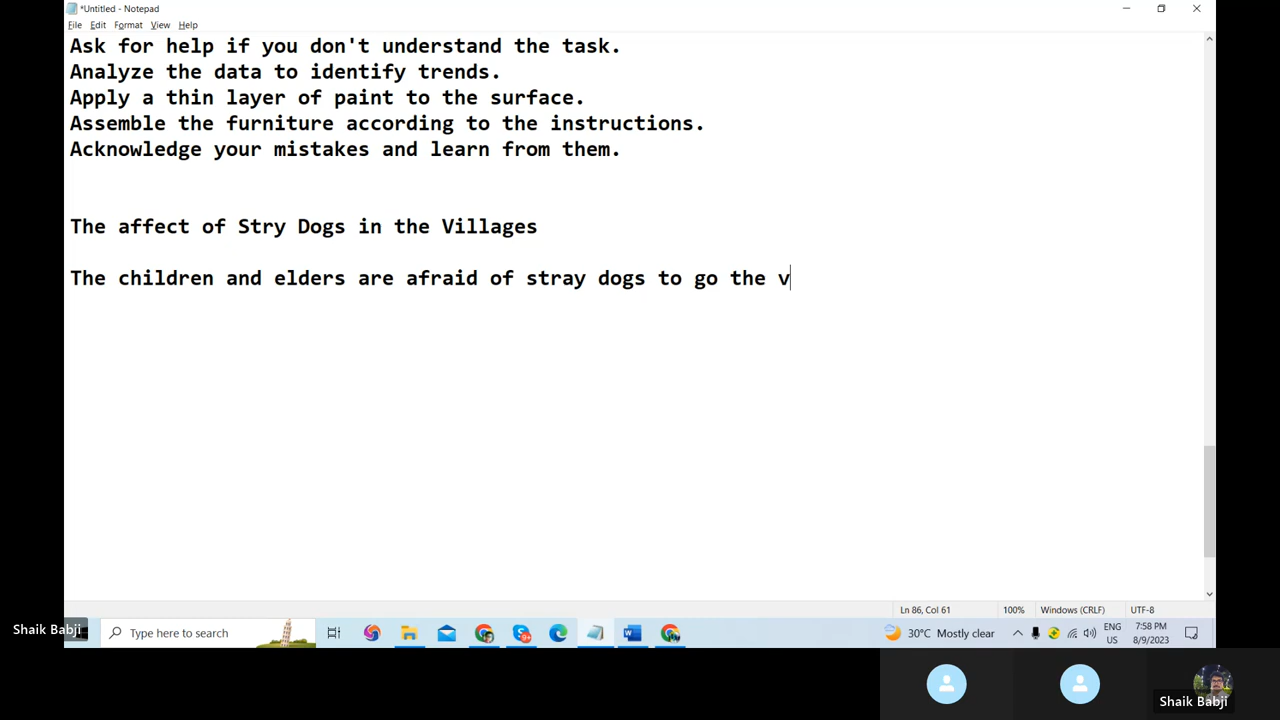 *Untitled - Notepad
File Edit Format View Help
Ask for help if you don't understand the task.
Analyze the data to identify trends.
Apply a thin layer of paint to the surface.
Assemble the furniture according to the instructions.
Acknowledge your mistakes and learn from them.
The affect of Stry Dogs in the Villages
The children and elders are afraid of stray dogs to go the v
Ln 86, Col 61 100% Windows (CRLF) UTF-8
Shaik Babji
Type here to search
30°C Mostly clear
ENG
US
7:58 PM
8/9/2023
Shaik Babji